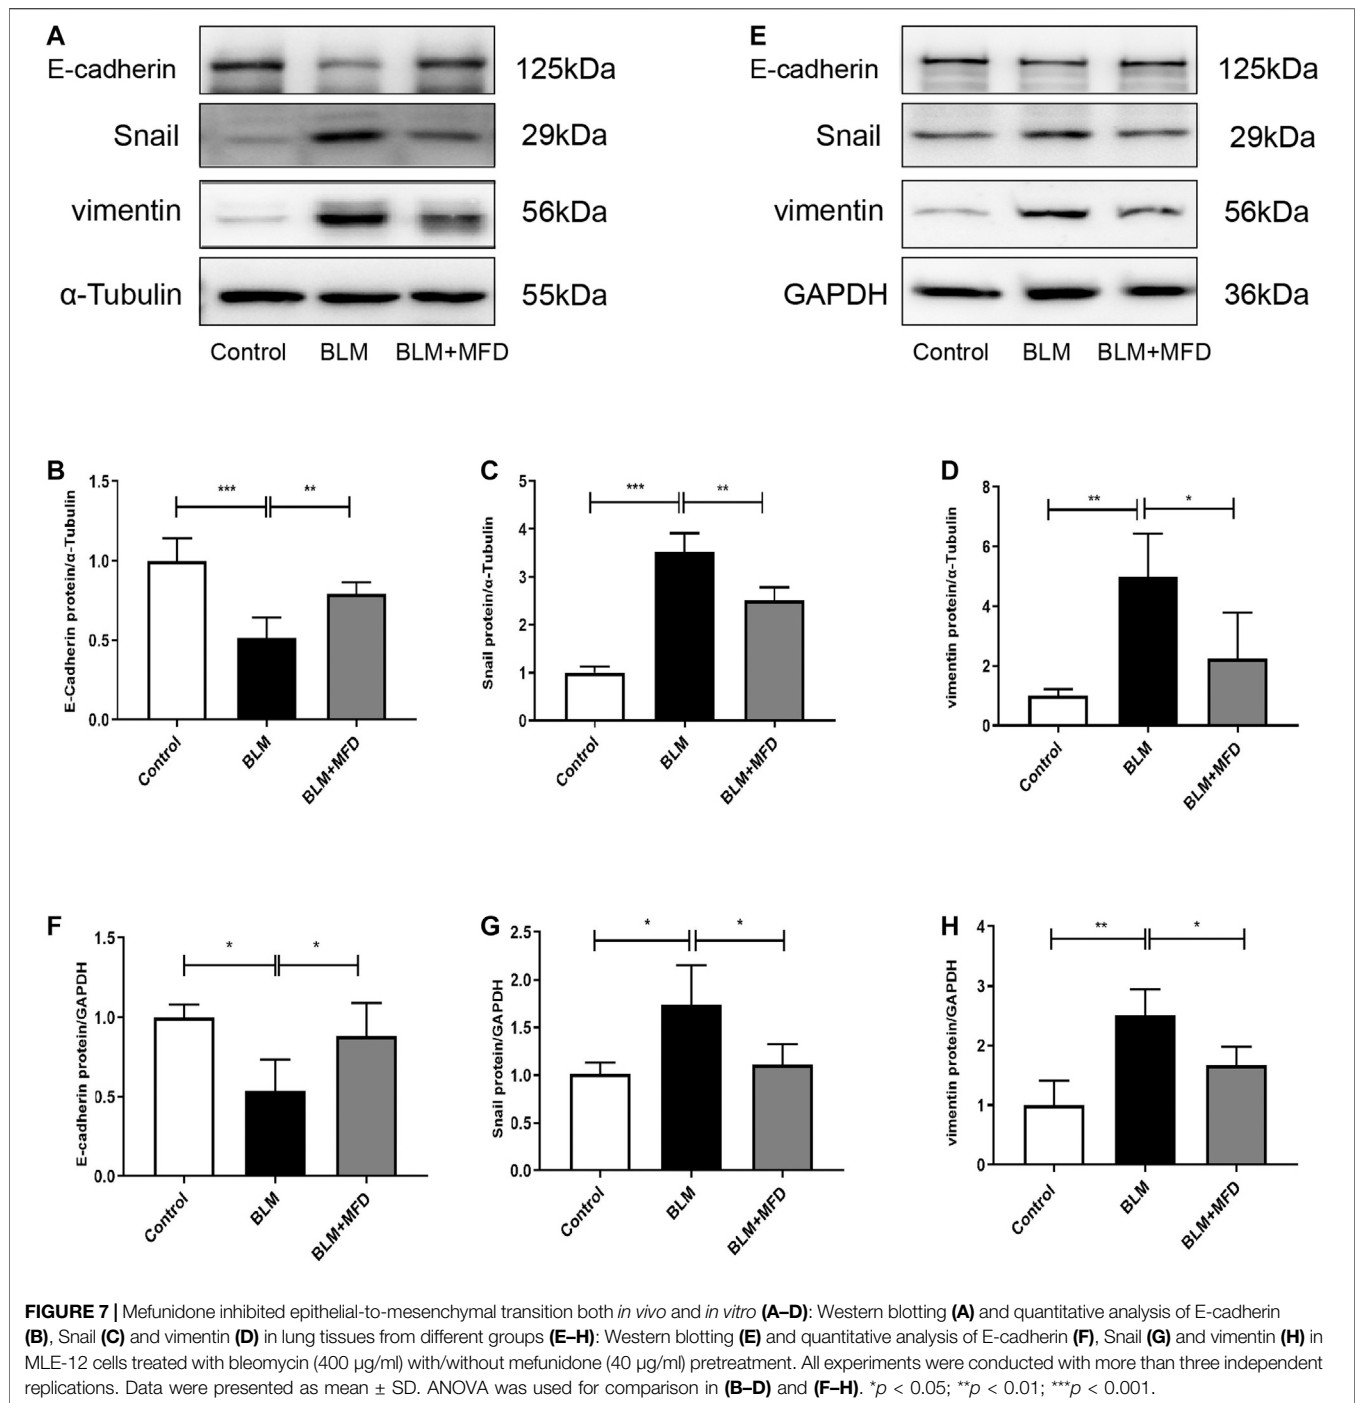 A
E-cadherin
125kDa
Snail
29kDa
vimentin
56kDa
α-Tubulin
55kDa
Control BLM BLM+MFD
E
E-cadherin
125kDa
Snail
29kDa
vimentin
56kDa
GAPDH
36kDa
Control BLM BLM+MFD
B
E-Cadherin protein/α-Tubulin
1.5
1.0
0.5
0.0
*** **
Control BLM BLM+MFD
C
Snail protein/α-Tubulin
5
4
3
2
1
0
*** **
Control BLM BLM+MFD
D
vimentin protein/α-Tubulin
8
6
4
2
0
** *
Control BLM BLM+MFD
F
E-cadherin protein/GAPDH
1.5
1.0
0.5
0.0
* *
Control BLM BLM+MFD
G
Snail protein/GAPDH
2.5
2.0
1.5
1.0
0.5
0.0
* *
Control BLM BLM+MFD
H
vimentin protein/GAPDH
4
3
2
1
0
** *
Control BLM BLM+MFD
FIGURE 7 | Mefunidone inhibited epithelial-to-mesenchymal transition both in vivo and in vitro (A–D): Western blotting (A) and quantitative analysis of E-cadherin
(B), Snail (C) and vimentin (D) in lung tissues from different groups (E–H): Western blotting (E) and quantitative analysis of E-cadherin (F), Snail (G) and vimentin (H) in
MLE-12 cells treated with bleomycin (400 μg/ml) with/without mefunidone (40 μg/ml) pretreatment. All experiments were conducted with more than three independent
replications. Data were presented as mean ± SD. ANOVA was used for comparison in (B–D) and (F–H). *p < 0.05; **p < 0.01; ***p < 0.001.